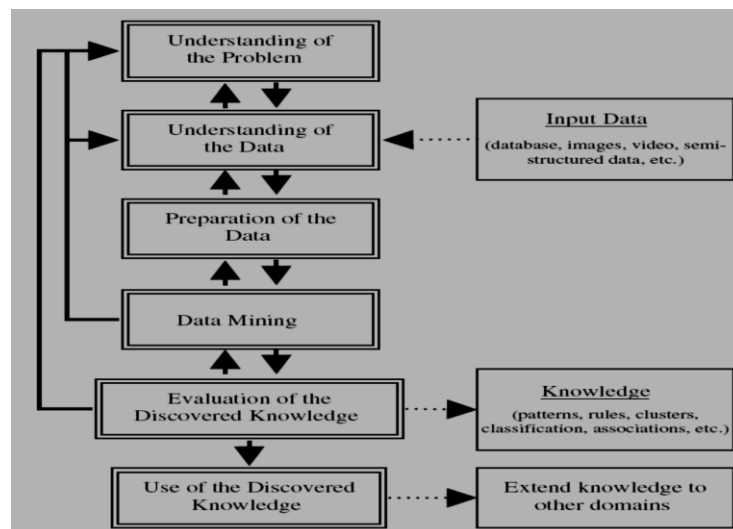 Understanding of
the Problem
Understanding of
the Data
Input Data
(database, images, video, semi-
structured data, etc.)
Preparation of the
Data
Data Mining
Evaluation of the
Discovered Knowledge
Knowledge
(patterns, rules, clusters,
classification, associations, etc.)
Use of the Discovered
Knowledge
Extend knowledge to
other domains